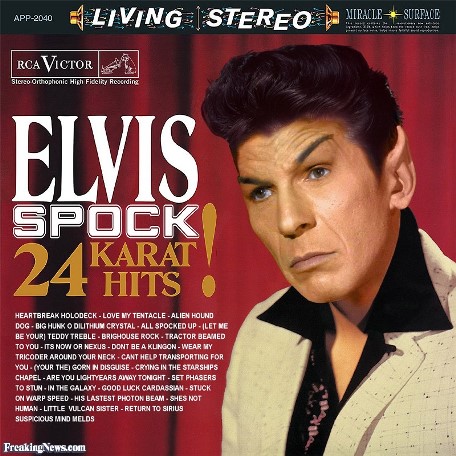 APP-2040
LIVING STEREO
MIRACLE SURFACE
RCA VICTOR
Stereo-Orthophonic High Fidelity Recording
ELVIS
SPOCK
24 KARAT
HITS !
HEARTBREAK HOLODECK - LOVE MY TENTACLE - ALIEN HOUND
DOG - BIG HUNK O DILITHIUM CRYSTAL - ALL SPOCKED UP - (LET ME
BE YOUR) TEDDY TREBLE - BRIGHOUSE ROCK - TRACTOR BEAMED
TO YOU - ITS NOW OR NEXUS - DONT BE A KLINGON - WEAR MY
TRICODER AROUND YOUR NECK - CANT HELP TRANSPORTING FOR
YOU - (YOUR THE) GORN IN DISGUISE - CRYING IN THE STARSHIPS
CHAPEL - ARE YOU LIGHTYEARS AWAY TONIGHT - SET PHASERS
TO STUN - IN THE GALAXY - GOOD LUCK CARDASSIAN - STUCK
ON WARP SPEED - HIS LASTEST PHOTON BEAM - SHES NOT
HUMAN - LITTLE VULCAN SISTER - RETURN TO SIRIUS
SUSPICIOUS MIND MELDS
FreakingNews.com